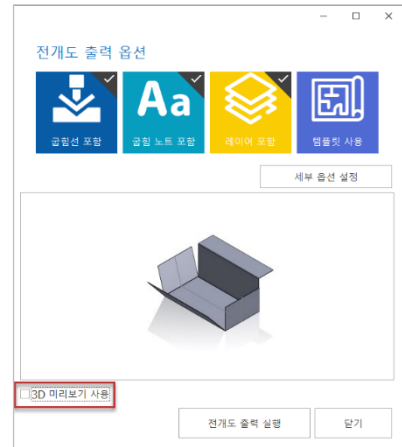 전개도 출력 옵션
굽힘선 포함
Aa
굽힘 노트 포함
레이어 포함
템플릿 사용
세부 옵션 설정
3D 미리보기 사용
전개도 출력 실행
닫기